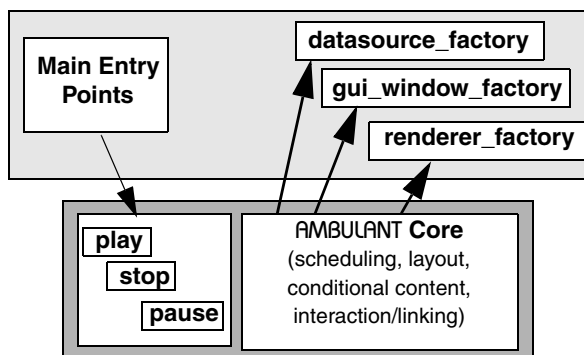 datasource_factory
Main Entry
Points
gui_window_factory
renderer_factory
play
stop
pause
AMBULANT Core
(scheduling, layout,
conditional content,
interaction/linking)